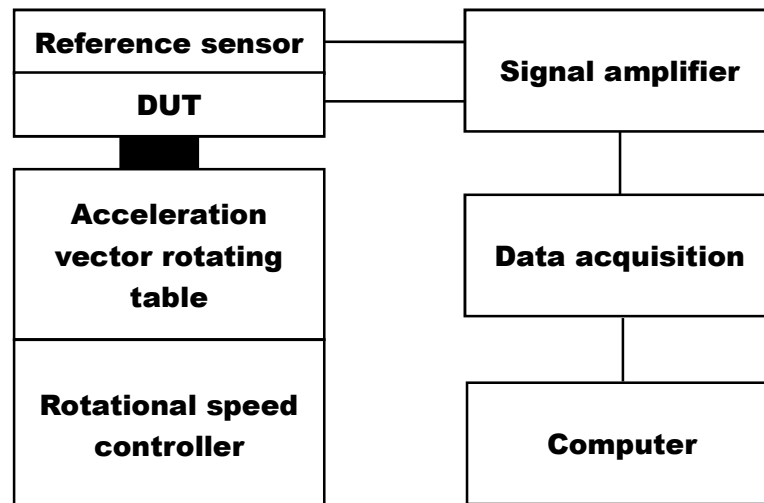 Reference sensor
DUT
Acceleration
vector rotating
table
Rotational speed
controller
Signal amplifier
Data acquisition
Computer